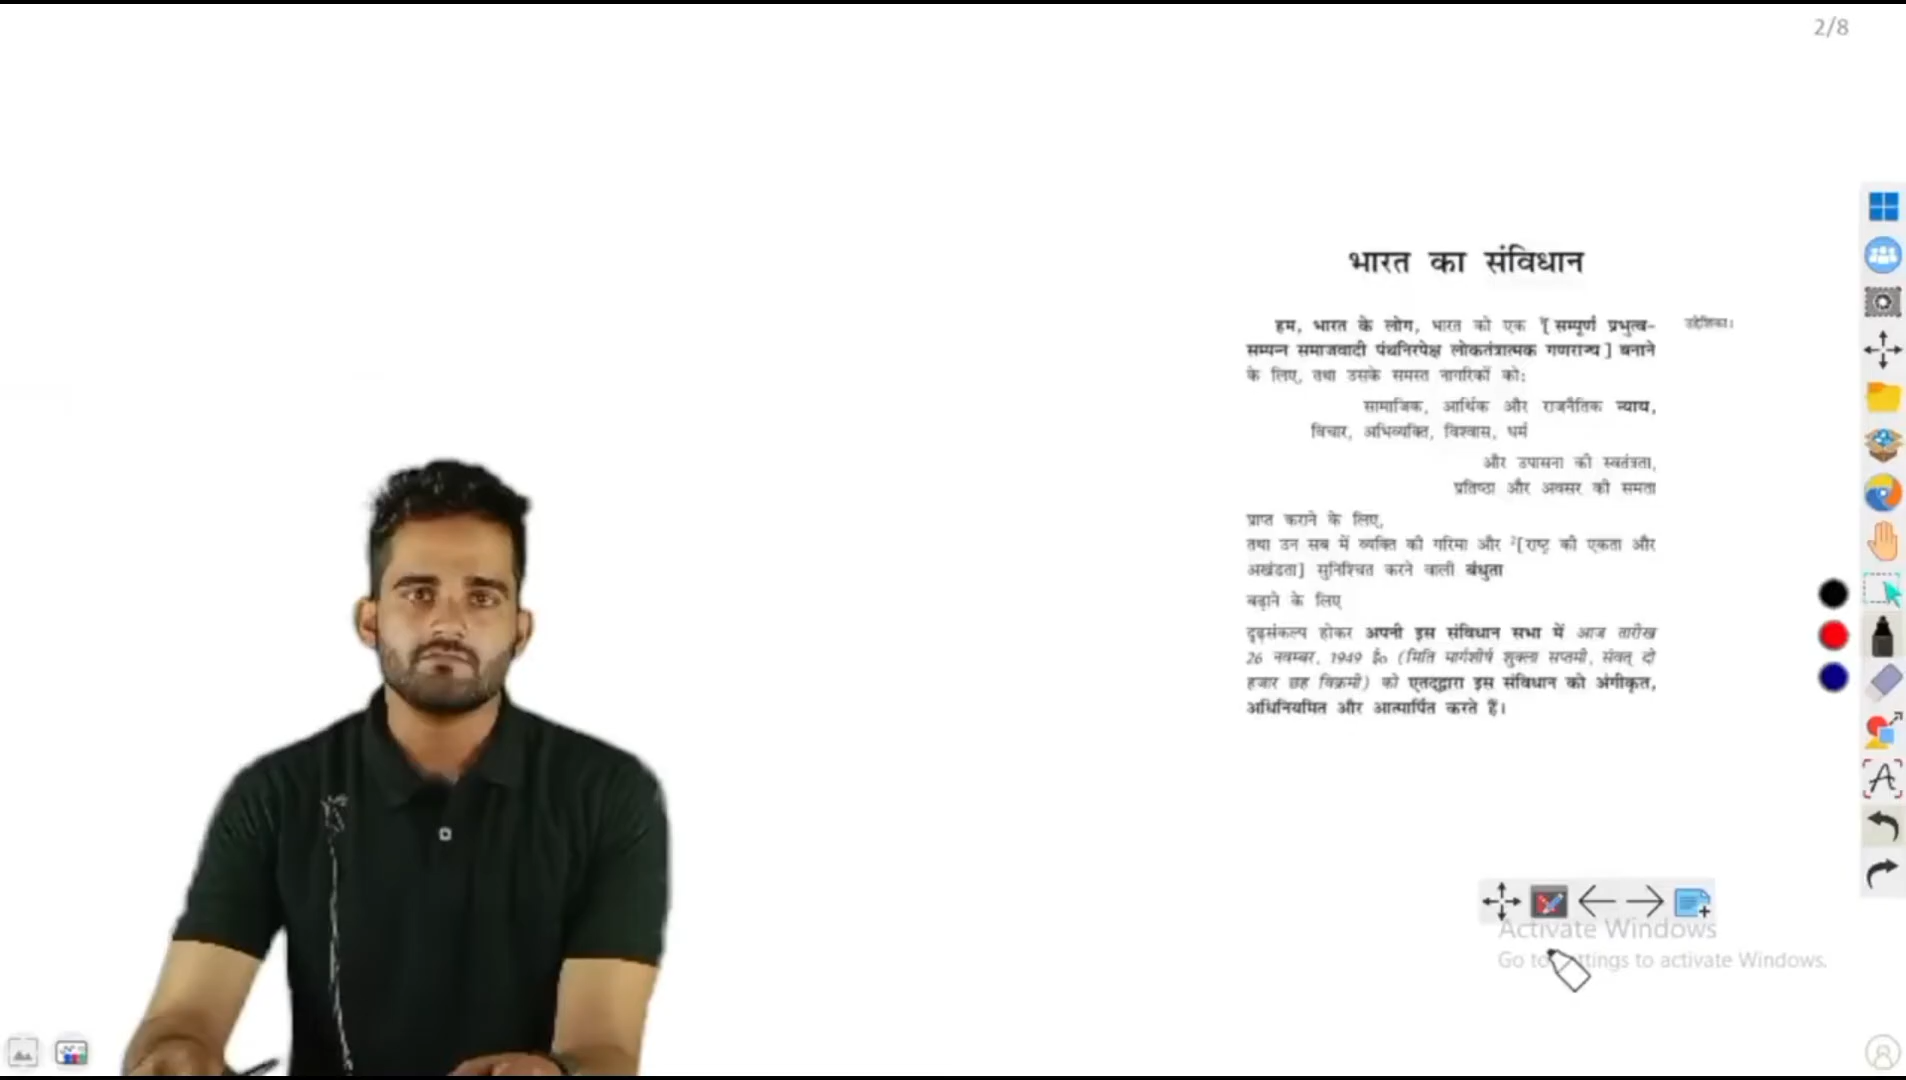 2/8
भारत का संविधान
हम, भारत के लोग, भारत को एक ¹[सम्पूर्ण प्रभुत्व-
उद्देशिका।
सम्पन्न समाजवादी पंथनिरपेक्ष लोकतंत्रात्मक गणराज्य] बनाने
के लिए, तथा उसके समस्त नागरिकों को:
सामाजिक, आर्थिक और राजनैतिक न्याय,
विचार, अभिव्यक्ति, विश्वास, धर्म
और उपासना की स्वतंत्रता,
प्रतिष्ठा और अवसर की समता
प्राप्त कराने के लिए,
तथा उन सब में व्यक्ति की गरिमा और ²[राष्ट्र की एकता और
अखंडता] सुनिश्चित करने वाली बंधुता
बढ़ाने के लिए
दृढ़संकल्प होकर अपनी इस संविधान सभा में आज तारीख
26 नवम्बर, 1949 ई० (मिति मार्गशीर्ष शुक्ला सप्तमी, संवत् दो
हजार छह विक्रमी) को एतद्द्वारा इस संविधान को अंगीकृत,
अधिनियमित और आत्मार्पित करते हैं।
Activate Windows
Go to ttings to activate Windows.